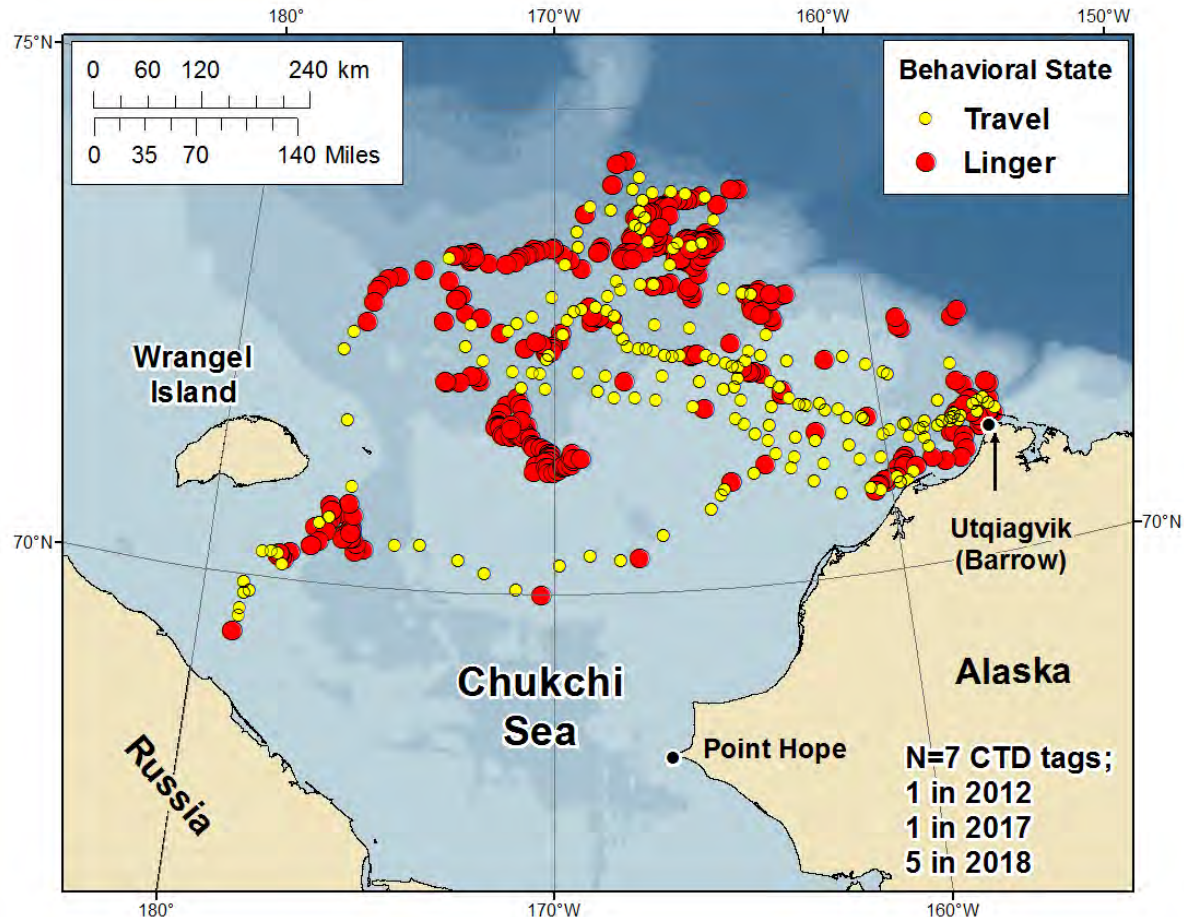 180°
170°W
160°W
150°W
75°N
0 60 120 240 km
0 35 70 140 Miles
Behavioral State
Travel
Linger
Wrangel
Island
70°N
70°N
Utqiagvik
(Barrow)
Chukchi
Sea
Alaska
Point Hope
Russia
N=7 CTD tags;
1 in 2012
1 in 2017
5 in 2018
180°
170°W
160°W